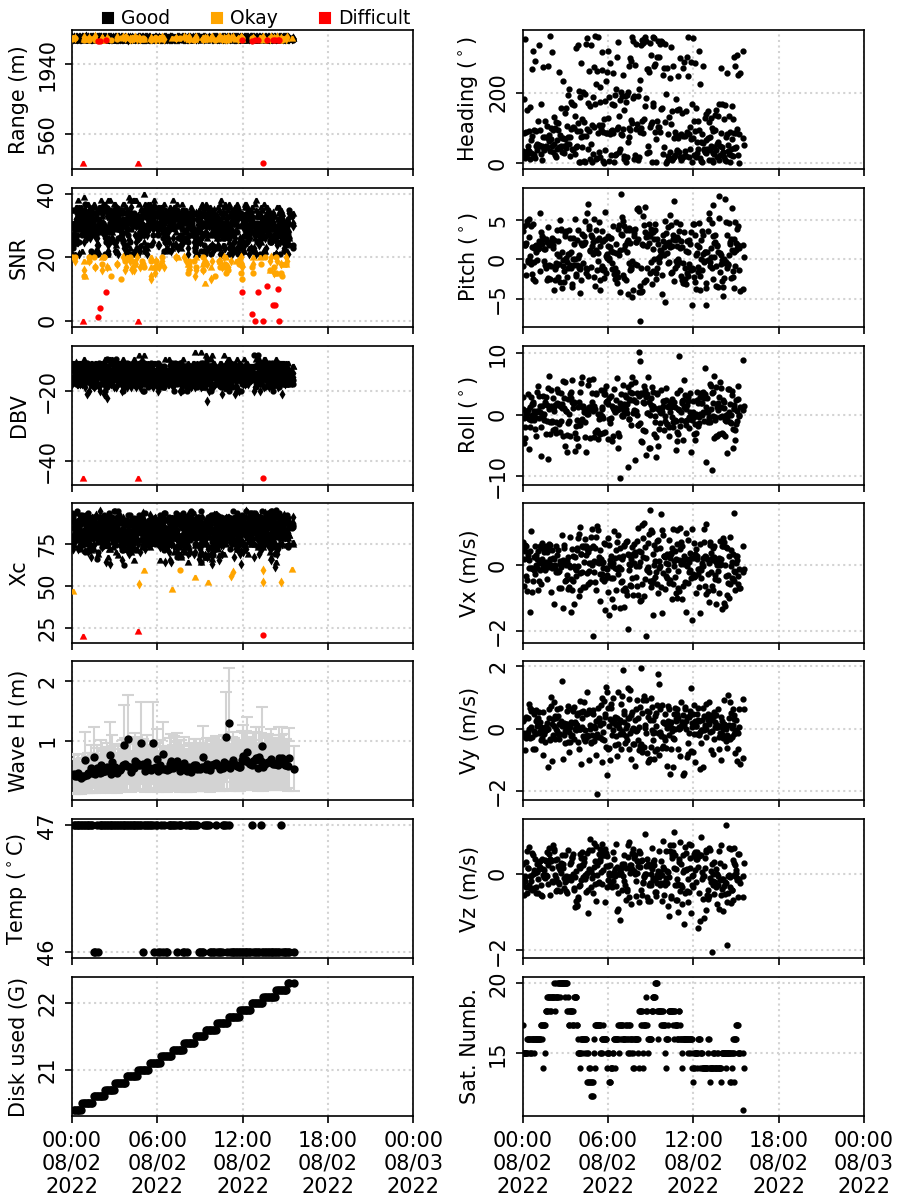 Good Okay Difficult
Range (m)
1940
560
Heading (°)
200
0
SNR
40
20
0
Pitch (°)
5
0
−5
DBV
−20
−40
Roll (°)
10
0
−10
Xc
75
50
25
Vx (m/s)
0
−2
Wave H (m)
2
1
Vy (m/s)
2
0
−2
Temp (°C)
47
46
Vz (m/s)
0
−2
Disk used (G)
22
21
Sat. Numb.
20
15
00:00 06:00 12:00 18:00 00:00
08/02 08/02 08/02 08/02 08/03
2022 2022 2022 2022 2022
00:00 06:00 12:00 18:00 00:00
08/02 08/02 08/02 08/02 08/03
2022 2022 2022 2022 2022